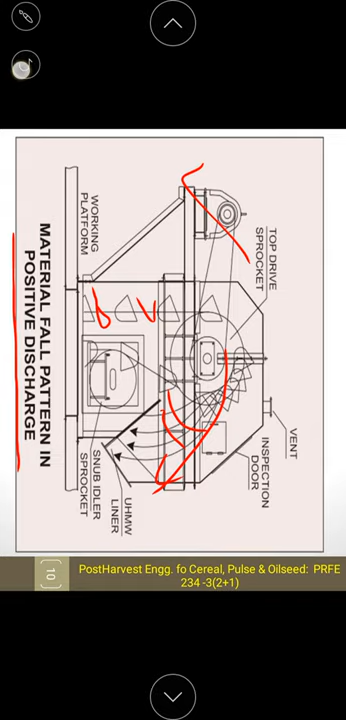 VENT
INSPECTION
DOOR
TOP DRIVE
SPROCKET
UHMW
LINER
SNUB IDLER
SPROCKET
WORKING
PLATFORM
MATERIAL FALL PATTERN IN
POSITIVE DISCHARGE
10
PostHarvest Engg. fo Cereal, Pulse & Oilseed: PRFE
234 -3(2+1)